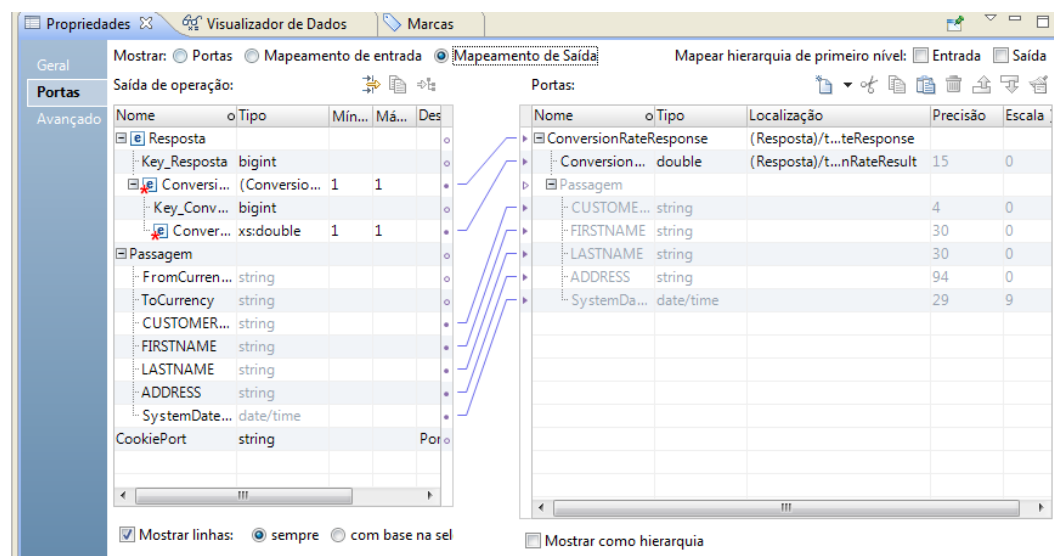 Propriedades Visualizador de Dados Marcas
Geral
Portas
Avançado
Mostrar: Portas Mapeamento de entrada Mapeamento de Saída Mapear hierarquia de primeiro nível: Entrada Saída
Saída de operação:
Nome o Tipo Mín... Má... Des
Resposta
Key_Resposta bigint
Conversi... (Conversio... 1 1
Key_Conv... bigint
Conver... xs:double 1 1
Passagem
FromCurren... string
ToCurrency string
CUSTOMER... string
FIRSTNAME string
LASTNAME string
ADDRESS string
SystemDate... date/time
CookiePort string Por
Mostrar linhas: sempre com base na sel
Portas:
Nome o Tipo Localização Precisão Escala
ConversionRateResponse (Resposta)/t...teResponse
Conversion... double (Resposta)/t...nRateResult 15 0
Passagem
CUSTOME... string 4 0
FIRSTNAME string 30 0
LASTNAME string 30 0
ADDRESS string 94 0
SystemDa... date/time 29 9
Mostrar como hierarquia